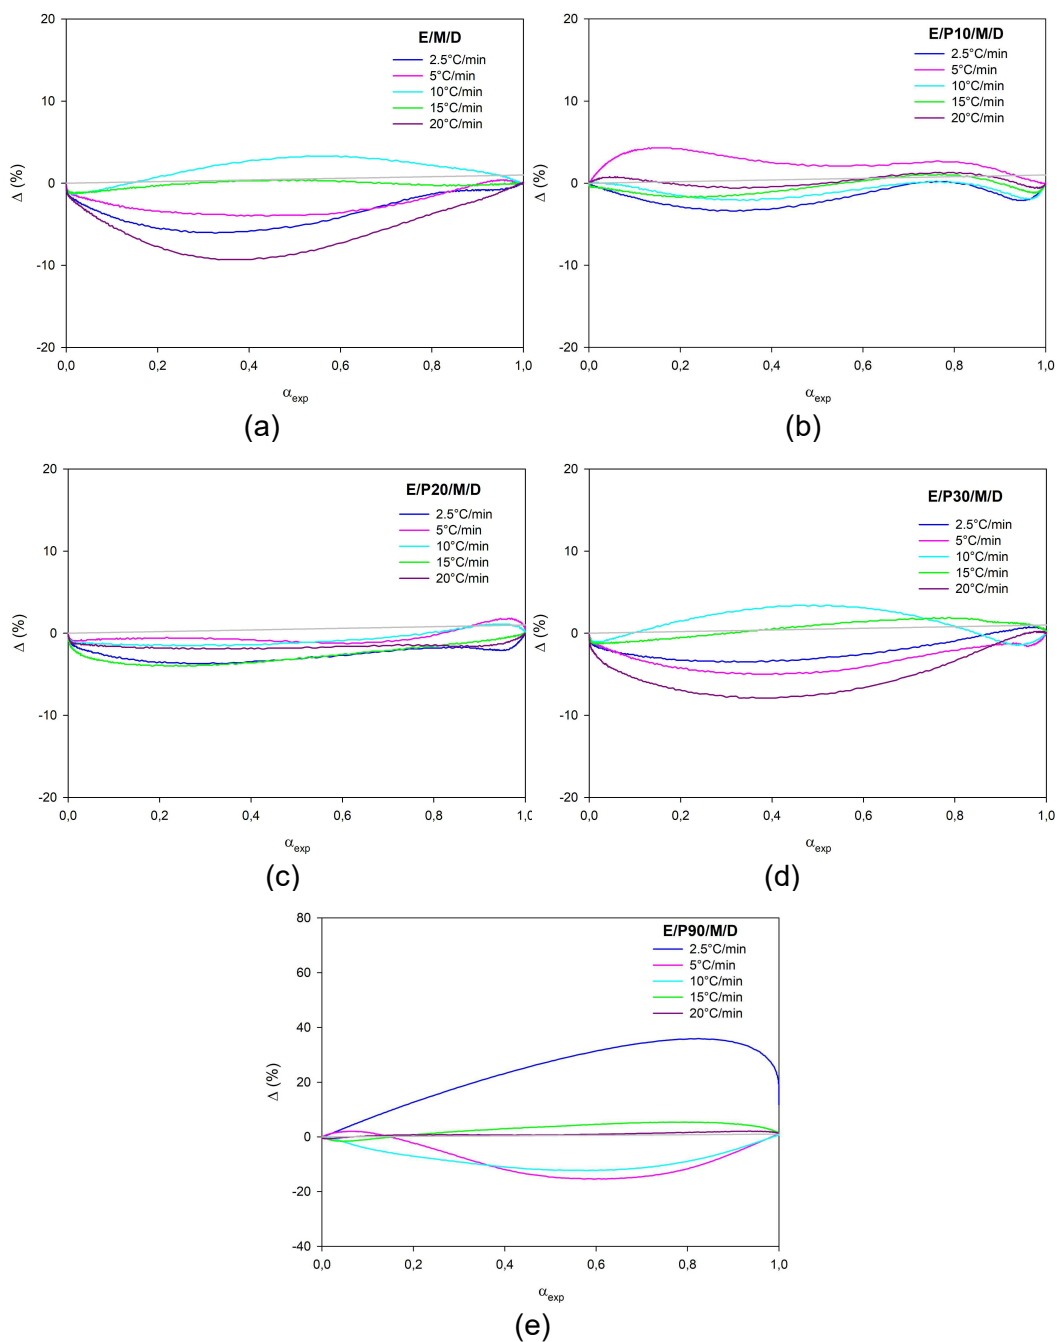 E/M/D
2.5°C/min
5°C/min
10°C/min
15°C/min
20°C/min
Δ (%)
20
10
0
-10
-20
0,0 0,2 0,4 0,6 0,8 1,0
αexp
(a)
E/P10/M/D
2.5°C/min
5°C/min
10°C/min
15°C/min
20°C/min
Δ (%)
20
10
0
-10
-20
0,0 0,2 0,4 0,6 0,8 1,0
αexp
(b)
E/P20/M/D
2.5°C/min
5°C/min
10°C/min
15°C/min
20°C/min
Δ (%)
20
10
0
-10
-20
0,0 0,2 0,4 0,6 0,8 1,0
αexp
(c)
E/P30/M/D
2.5°C/min
5°C/min
10°C/min
15°C/min
20°C/min
Δ (%)
20
10
0
-10
-20
0,0 0,2 0,4 0,6 0,8 1,0
αexp
(d)
E/P90/M/D
2.5°C/min
5°C/min
10°C/min
15°C/min
20°C/min
Δ (%)
80
60
40
20
0
-20
-40
0,0 0,2 0,4 0,6 0,8 1,0
αexp
(e)